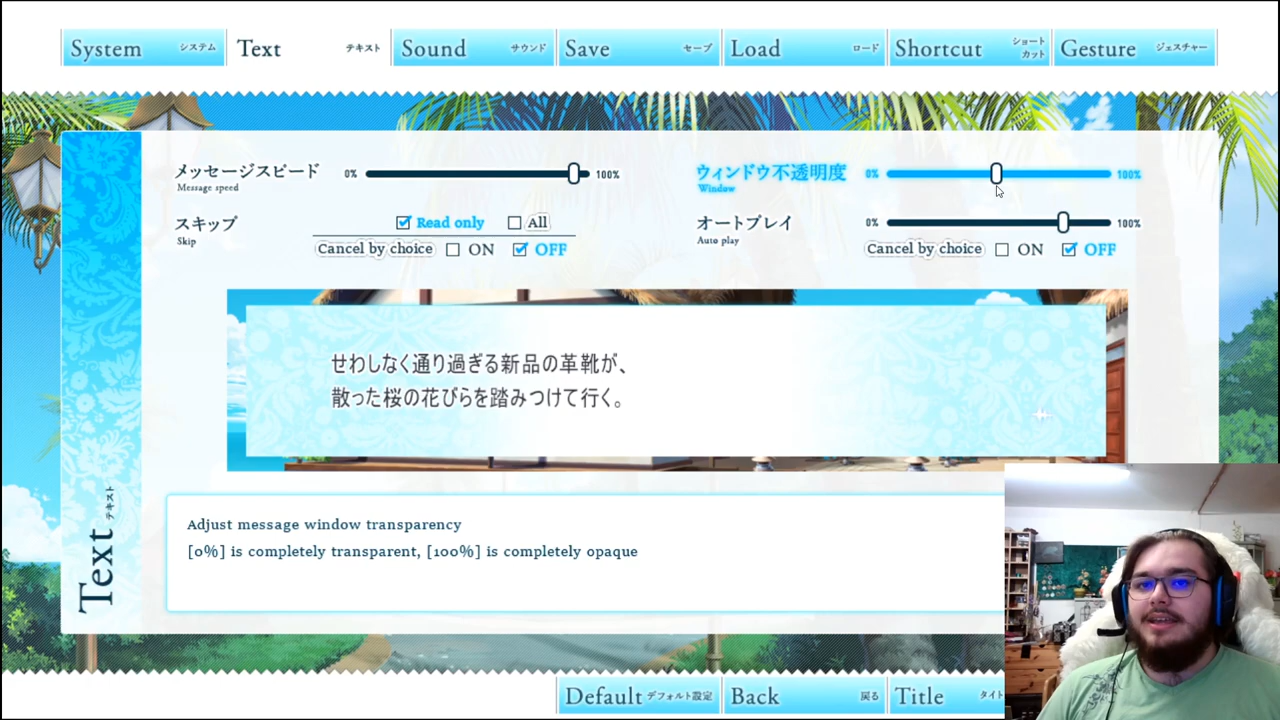 System システム
Text テキスト
Sound サウンド
Save セーブ
Load ロード
Shortcut ショートカット
Gesture ジェスチャー
メッセージスピード 0% 100%
Message speed
ウィンドウ不透明度 0% 100%
Window
スキップ Read only All
Skip
Cancel by choice ON OFF
オートプレイ 0% 100%
Auto play
Cancel by choice ON OFF
せわしなく通り過ぎる新品の革靴が、
散った桜の花びらを踏みつけて行く。
Text テキスト
Adjust message window transparency
[0%] is completely transparent, [100%] is completely opaque
Default デフォルト設定
Back 戻る
Title タイト